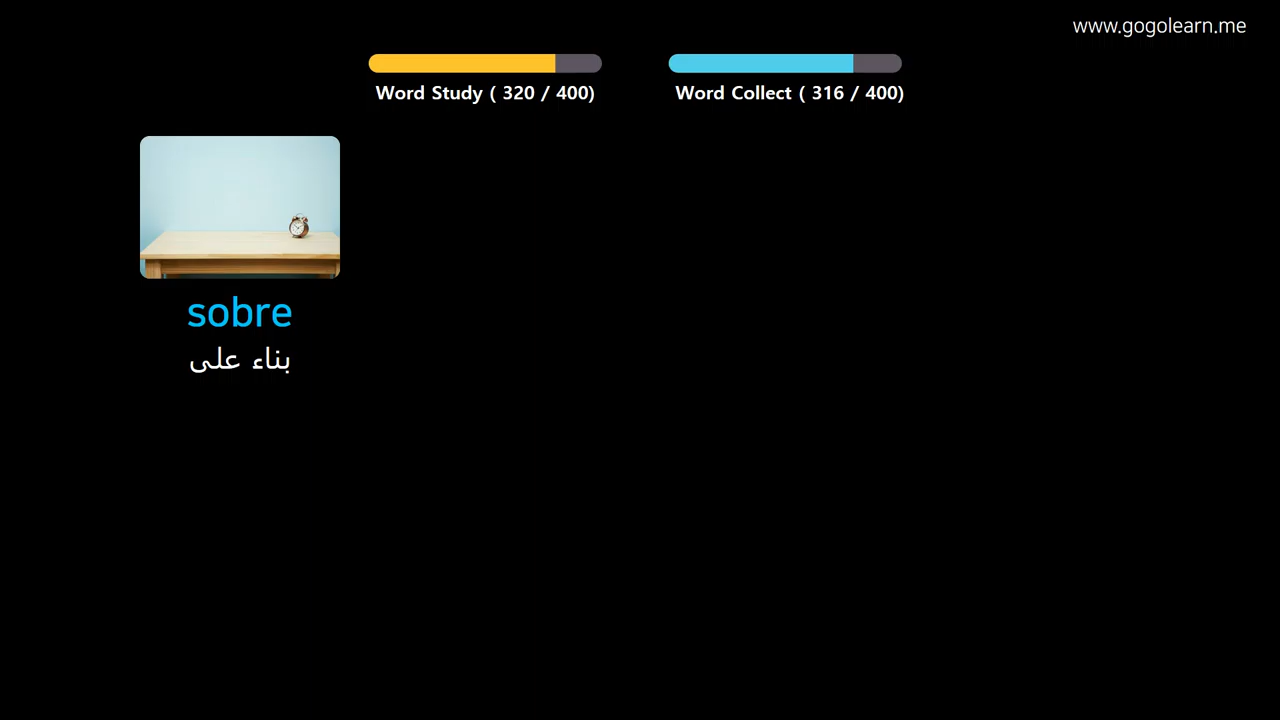 www.gogolearn.me
Word Study ( 320 / 400)
Word Collect ( 316 / 400)
sobre
بناء على